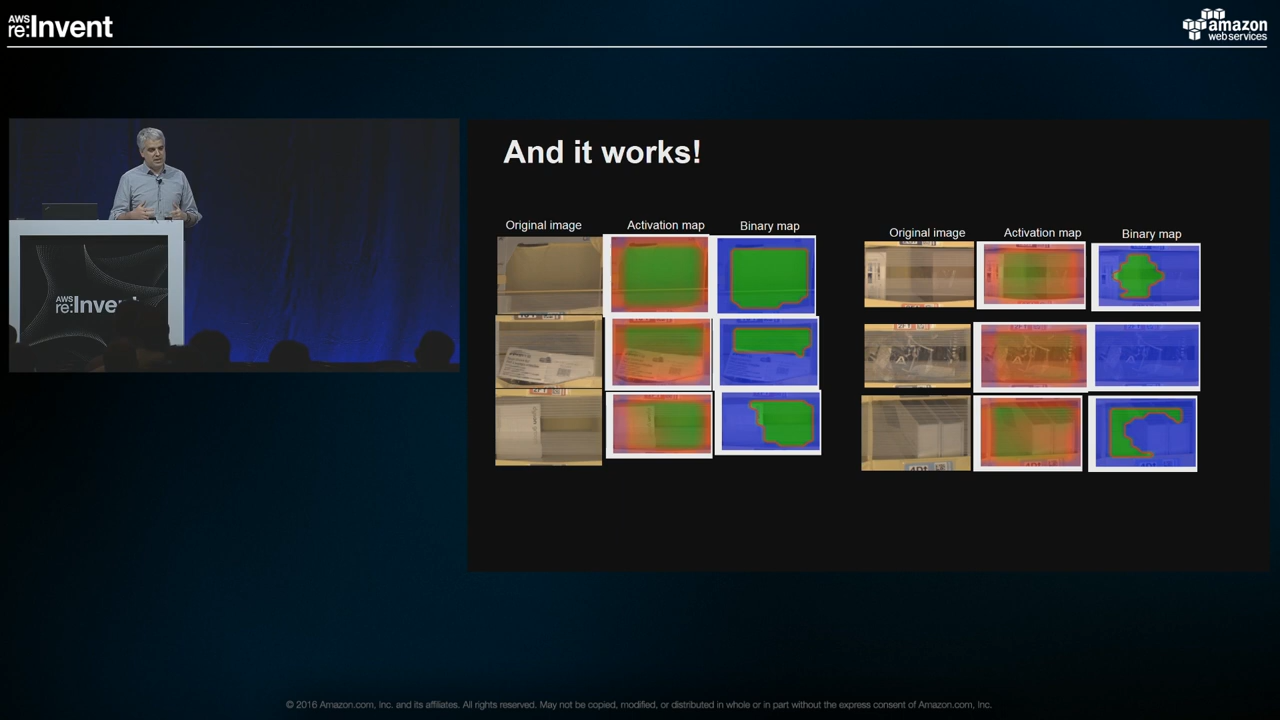 AWS
re:Invent
amazon
web services
And it works!
Original image
Activation map
Binary map
Original image
Activation map
Binary map
AWS
re:Inve
© 2016 Amazon.com, Inc. and its affiliates. All rights reserved. May not be copied, modified, or distributed in whole or in part without the express consent of Amazon.com, Inc.